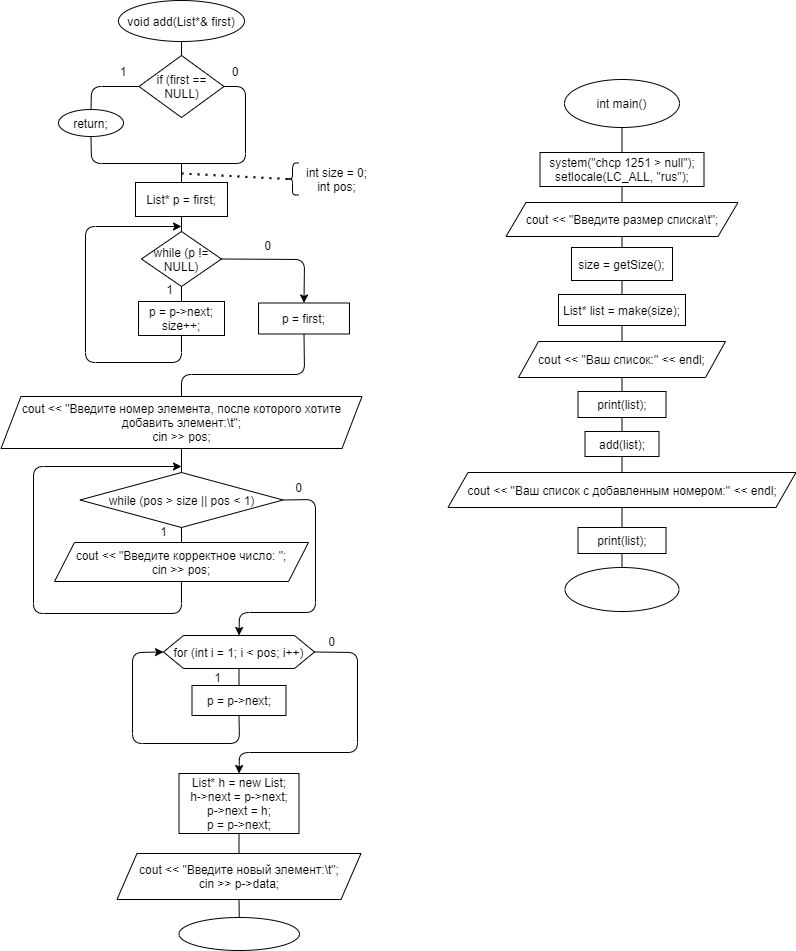 void add(List*& first)
1
0
if (first ==
NULL)
return;
int size = 0;
int pos;
List* p = first;
while (p !=
NULL)
0
1
p = p->next;
size++;
p = first;
cout << "Введите номер элемента, после которого хотите
добавить элемент:\t";
cin >> pos;
while (pos > size || pos < 1)
0
1
cout << "Введите корректное число: ";
cin >> pos;
for (int i = 1; i < pos; i++)
0
1
p = p->next;
List* h = new List;
h->next = p->next;
p->next = h;
p = p->next;
cout << "Введите новый элемент:\t";
cin >> p->data;
int main()
system("chcp 1251 > null");
setlocale(LC_ALL, "rus");
cout << "Введите размер списка\t";
size = getSize();
List* list = make(size);
cout << "Ваш список:" << endl;
print(list);
add(list);
cout << "Ваш список с добавленным номером:" << endl;
print(list);